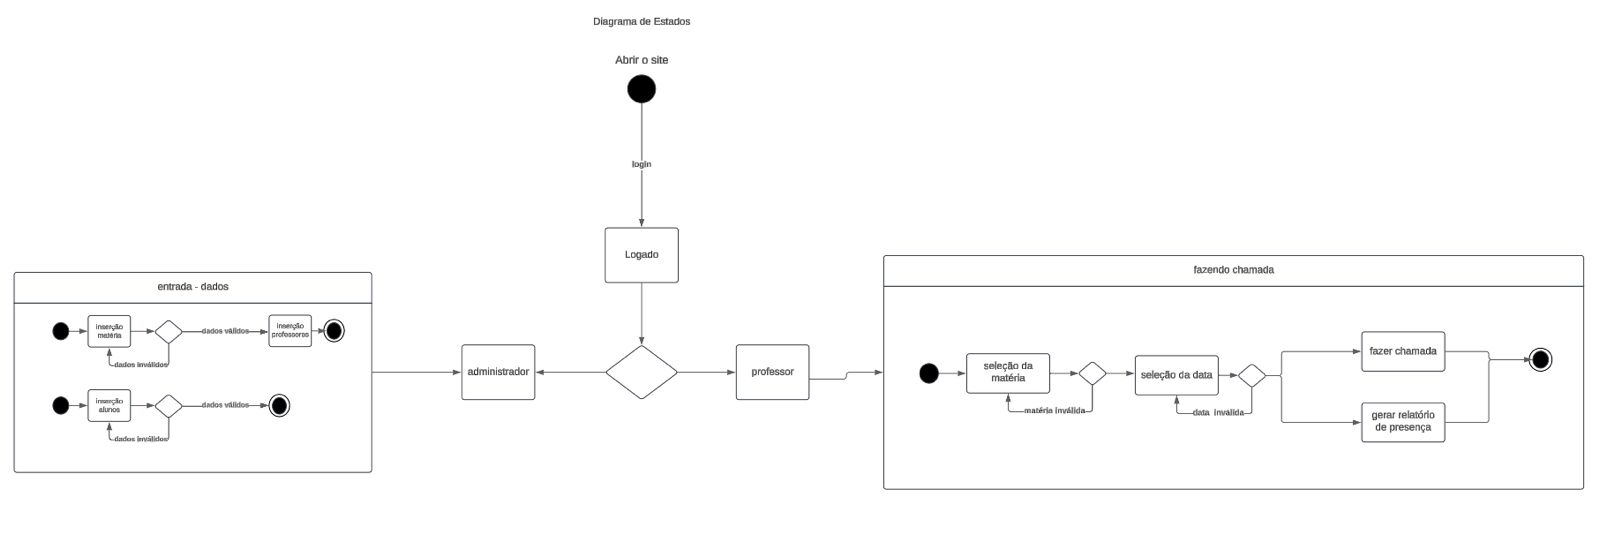 Diagrama de Estados
Abrir o site
login
Logado
entrada - dados
inserção
matéria
dados válidos
inserção
professores
dados inválidos
inserção
alunos
dados válidos
dados inválidos
administrador
professor
fazendo chamada
seleção da
matéria
matéria inválida
seleção da data
data inválida
fazer chamada
gerar relatório
de presença